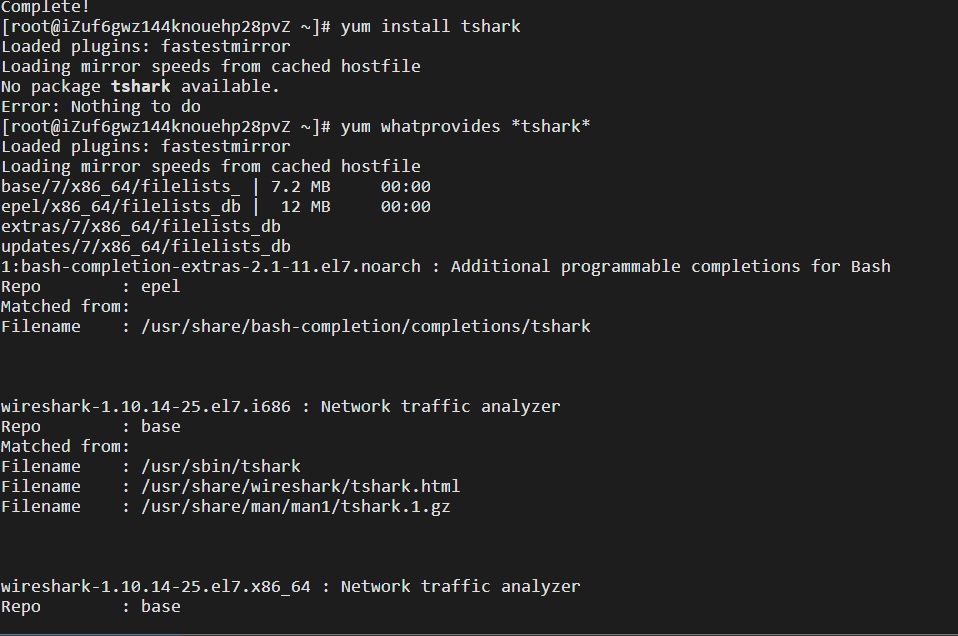 Complete!
[root@iZuf6gwz144knouehp28pvZ ~]# yum install tshark
Loaded plugins: fastestmirror
Loading mirror speeds from cached hostfile
No package tshark available.
Error: Nothing to do
[root@iZuf6gwz144knouehp28pvZ ~]# yum whatprovides *tshark*
Loaded plugins: fastestmirror
Loading mirror speeds from cached hostfile
base/7/x86_64/filelists_ | 7.2 MB     00:00
epel/x86_64/filelists_db |  12 MB     00:00
extras/7/x86_64/filelists_db
updates/7/x86_64/filelists_db
1:bash-completion-extras-2.1-11.el7.noarch : Additional programmable completions for Bash
Repo        : epel
Matched from:
Filename    : /usr/share/bash-completion/completions/tshark
wireshark-1.10.14-25.el7.i686 : Network traffic analyzer
Repo        : base
Matched from:
Filename    : /usr/sbin/tshark
Filename    : /usr/share/wireshark/tshark.html
Filename    : /usr/share/man/man1/tshark.1.gz
wireshark-1.10.14-25.el7.x86_64 : Network traffic analyzer
Repo        : base